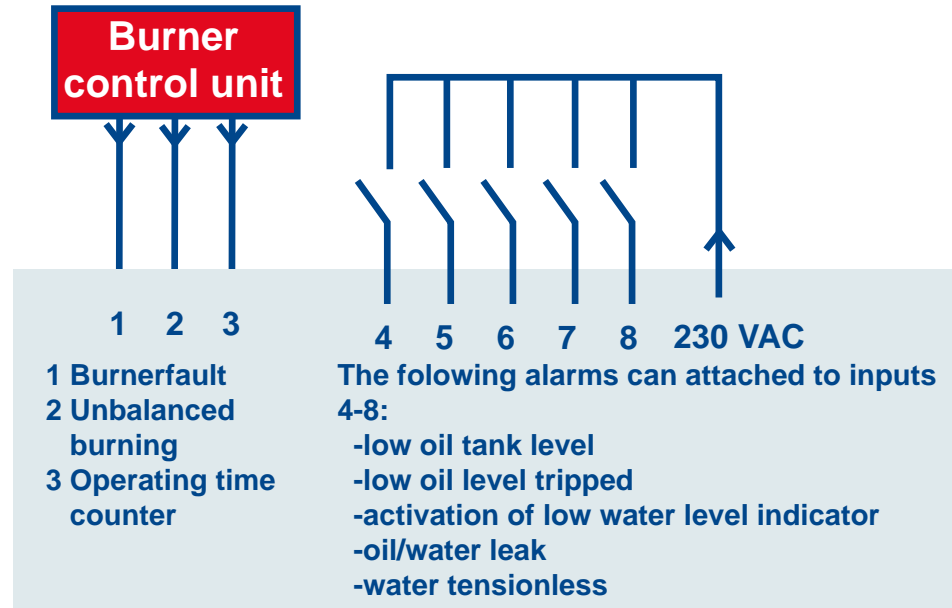 Burner
control unit
1 2 3
4 5 6 7 8 230 VAC
1 Burnerfault
2 Unbalanced
burning
3 Operating time
counter
The folowing alarms can attached to inputs
4-8:
-low oil tank level
-low oil level tripped
-activation of low water level indicator
-oil/water leak
-water tensionless